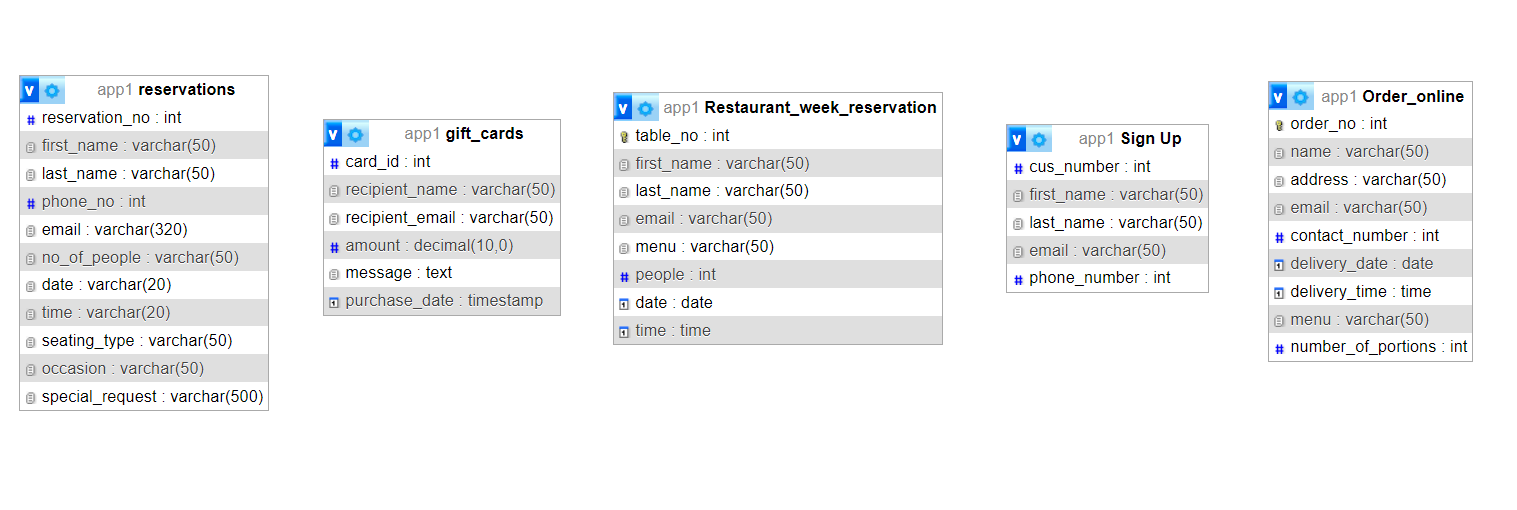 app1 reservations
reservation_no : int
first_name : varchar(50)
last_name : varchar(50)
phone_no : int
email : varchar(320)
no_of_people : varchar(50)
date : varchar(20)
time : varchar(20)
seating_type : varchar(50)
occasion : varchar(50)
special_request : varchar(500)
app1 gift_cards
card_id : int
recipient_name : varchar(50)
recipient_email : varchar(50)
amount : decimal(10,0)
message : text
purchase_date : timestamp
app1 Restaurant_week_reservation
table_no : int
first_name : varchar(50)
last_name : varchar(50)
email : varchar(50)
menu : varchar(50)
people : int
date : date
time : time
app1 Sign Up
cus_number : int
first_name : varchar(50)
last_name : varchar(50)
email : varchar(50)
phone_number : int
app1 Order_online
order_no : int
name : varchar(50)
address : varchar(50)
email : varchar(50)
contact_number : int
delivery_date : date
delivery_time : time
menu : varchar(50)
number_of_portions : int